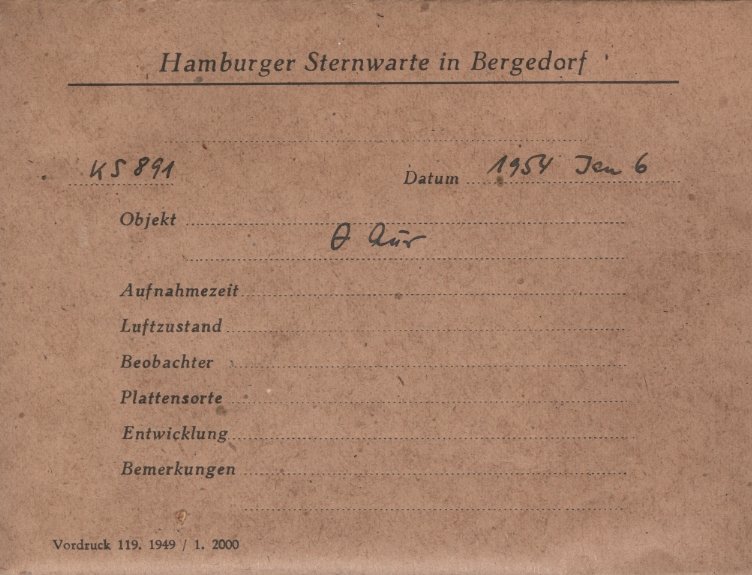 Hamburger Sternwarte in Bergedorf
KS 891 Datum 1954 Jan 6
Objekt
θ Aur
Aufnahmezeit
Luftzustand
Beobachter
Plattensorte
Entwicklung
Bemerkungen
Vordruck 119. 1949 / 1. 2000